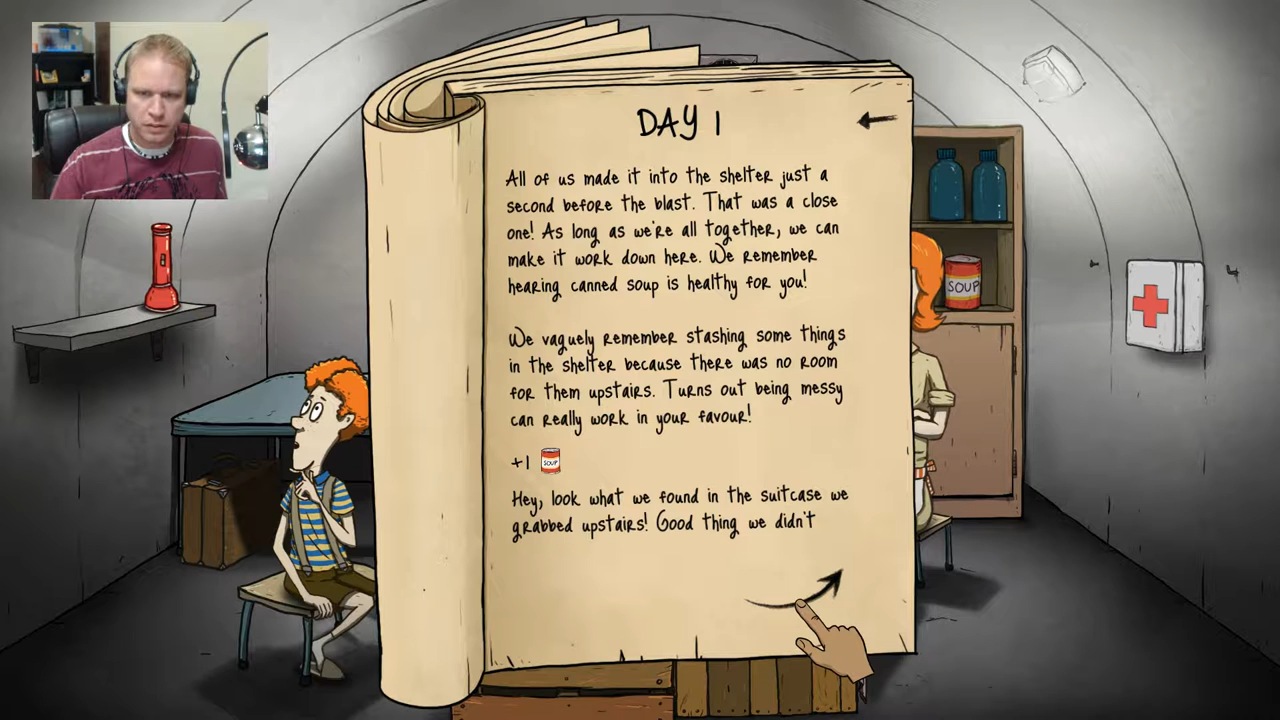 DAY 1
All of us made it into the shelter just a
second before the blast. That was a close
one! As long as we're all together, we can
make it work down here. We remember
hearing canned soup is healthy for you!
We vaguely remember stashing some things
in the shelter because there was no room
for them upstairs. Turns out being messy
can really work in your favour!
+1 SOUP
Hey, look what we found in the suitcase we
grabbed upstairs! Good thing we didn't
SOUP